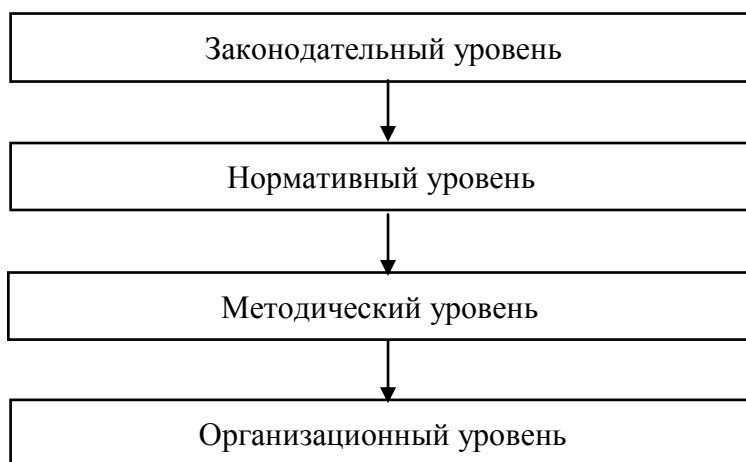 Законодательный уровень
Нормативный уровень
Методический уровень
Организационный уровень